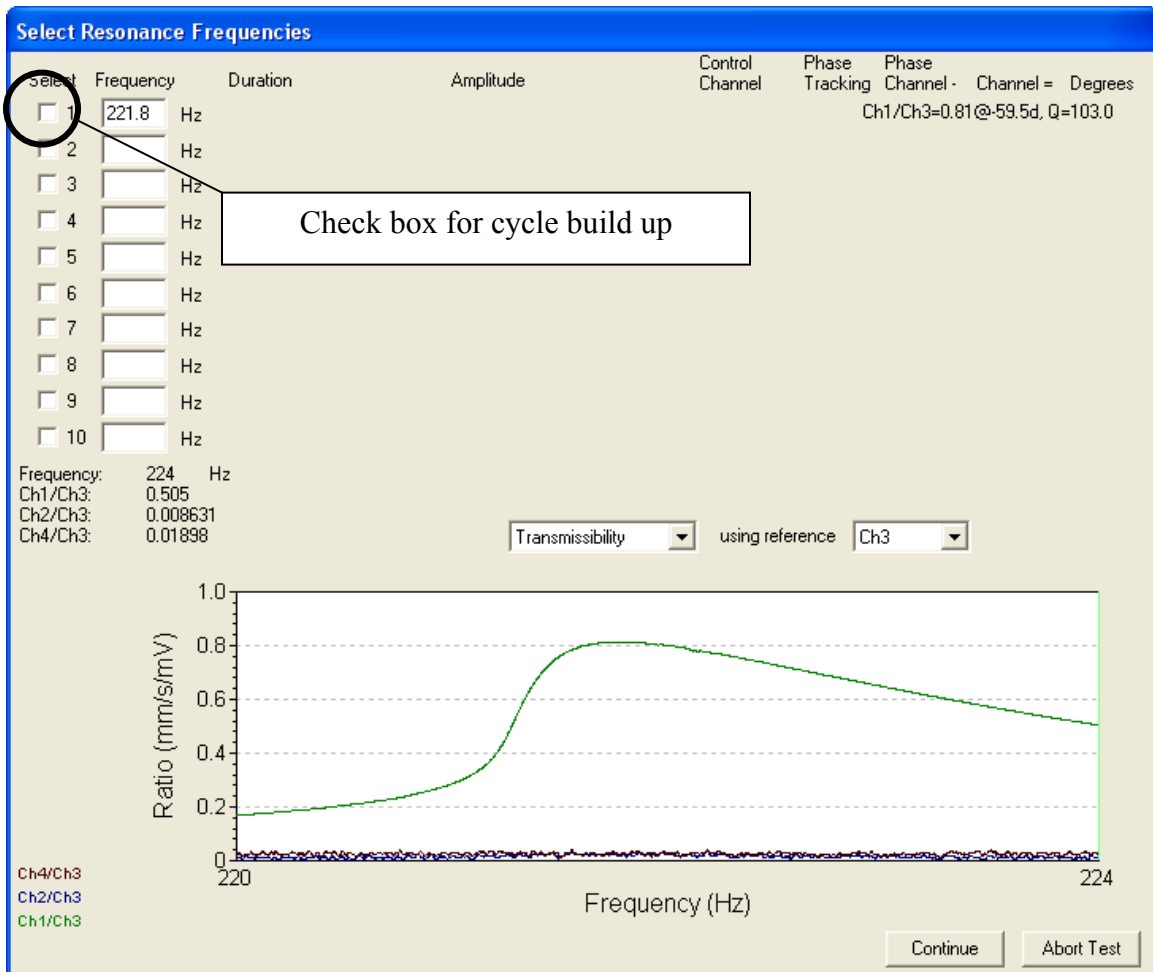 Select Resonance Frequencies
Select Frequency Duration Amplitude Control Channel Phase Tracking Phase Channel - Channel = Degrees
1 221.8 Hz Ch1/Ch3=0.81@-59.5d, Q=103.0
2 Hz
3 Hz
Check box for cycle build up
4 Hz
5 Hz
6 Hz
7 Hz
8 Hz
9 Hz
10 Hz
Frequency: 224 Hz
Ch1/Ch3: 0.505
Ch2/Ch3: 0.008631
Ch4/Ch3: 0.01898
Transmissibility using reference Ch3
1.0
0.8
0.6
0.4
0.2
0
Ratio (mm/s/mV)
220 224
Frequency (Hz)
Ch4/Ch3
Ch2/Ch3
Ch1/Ch3
Continue Abort Test